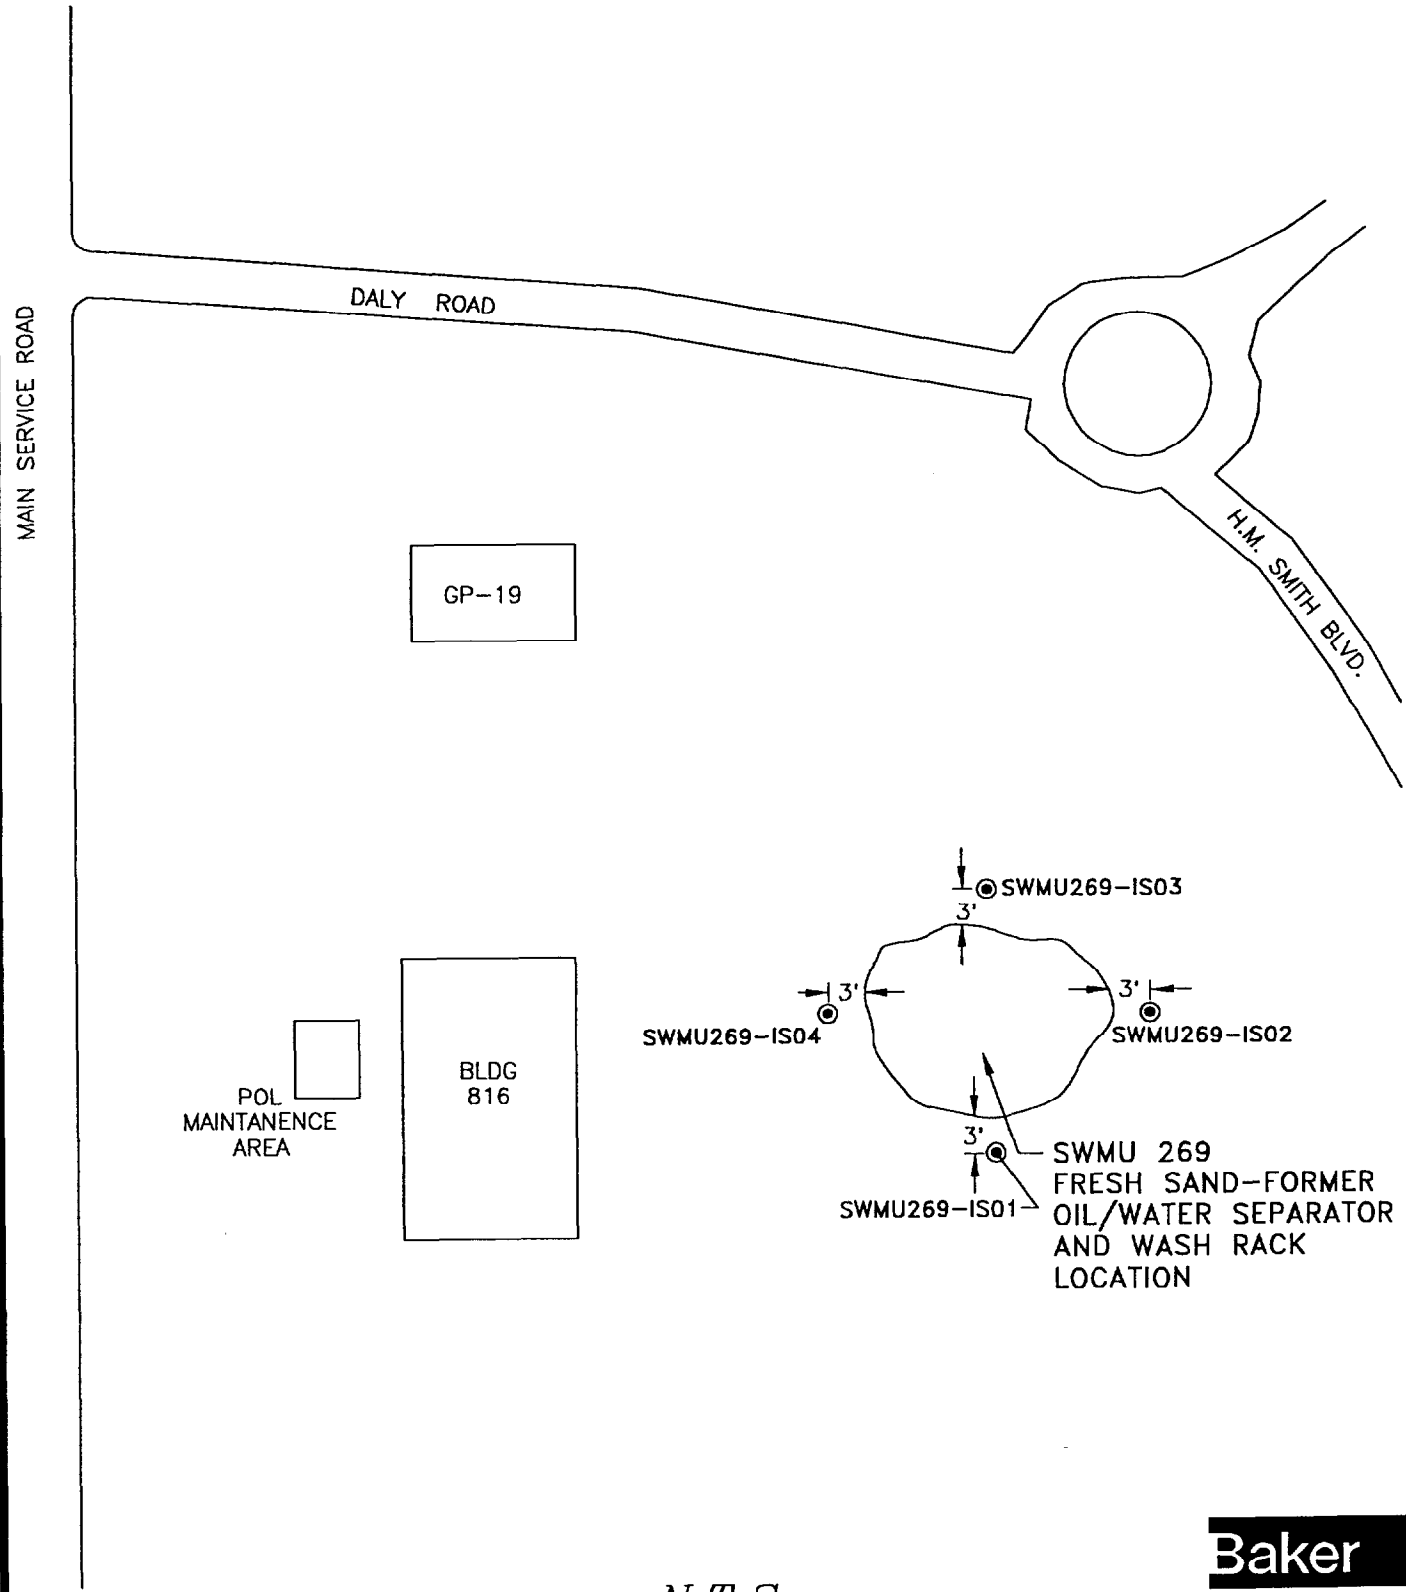 DALY ROAD
MAIN SERVICE ROAD
H.M. SMITH BLVD.
GP-19
SWMU269-IS03
3'
3'
3'
SWMU269-IS04
SWMU269-IS02
BLDG
816
POL
MAINTANENCE
AREA
3'
SWMU269-IS01
SWMU 269
FRESH SAND-FORMER
OIL/WATER SEPARATOR
AND WASH RACK
LOCATION
Baker
N.T.S.